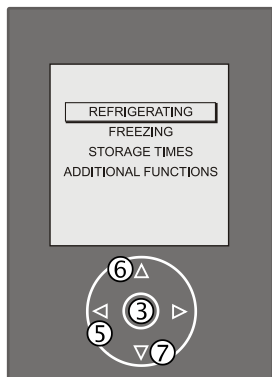 REFRIGERATING
FREEZING
STORAGE TIMES
ADDITIONAL FUNCTIONS
6
3
5
7